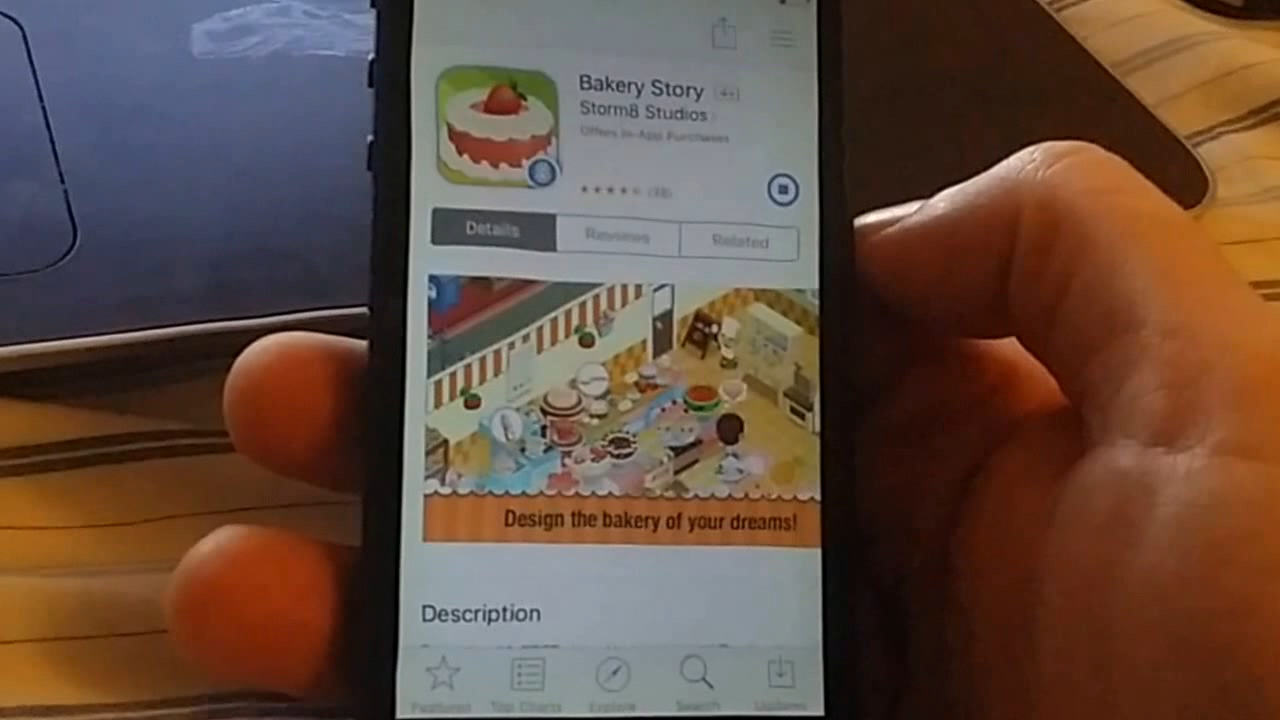 Bakery Story 4+
Storm8 Studios
Offers In-App Purchases
Details
Reviews
Related
Design the bakery of your dreams!
Description
Featured
Top Charts
Explore
Search
Updates